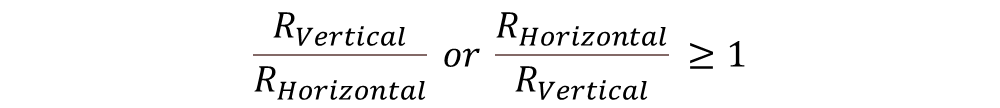 R_Vertical / R_Horizontal or R_Horizontal / R_Vertical ≥ 1